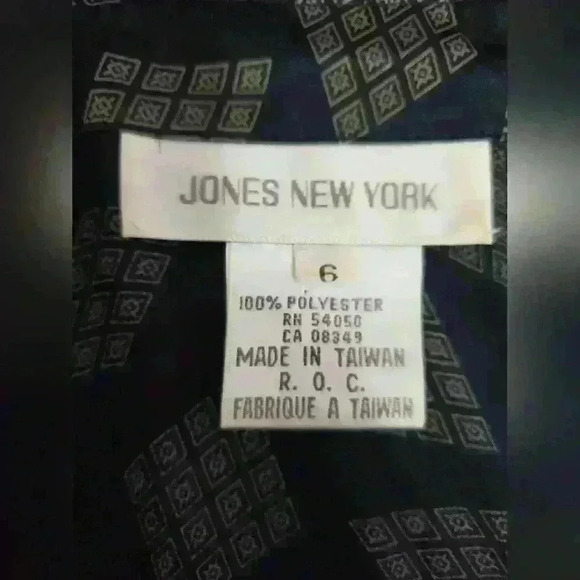 JONES NEW YORK
6
100% POLYESTER
RN 54050
CA 08349
MADE IN TAIWAN
R. O. C.
FABRIQUE A TAIWAN